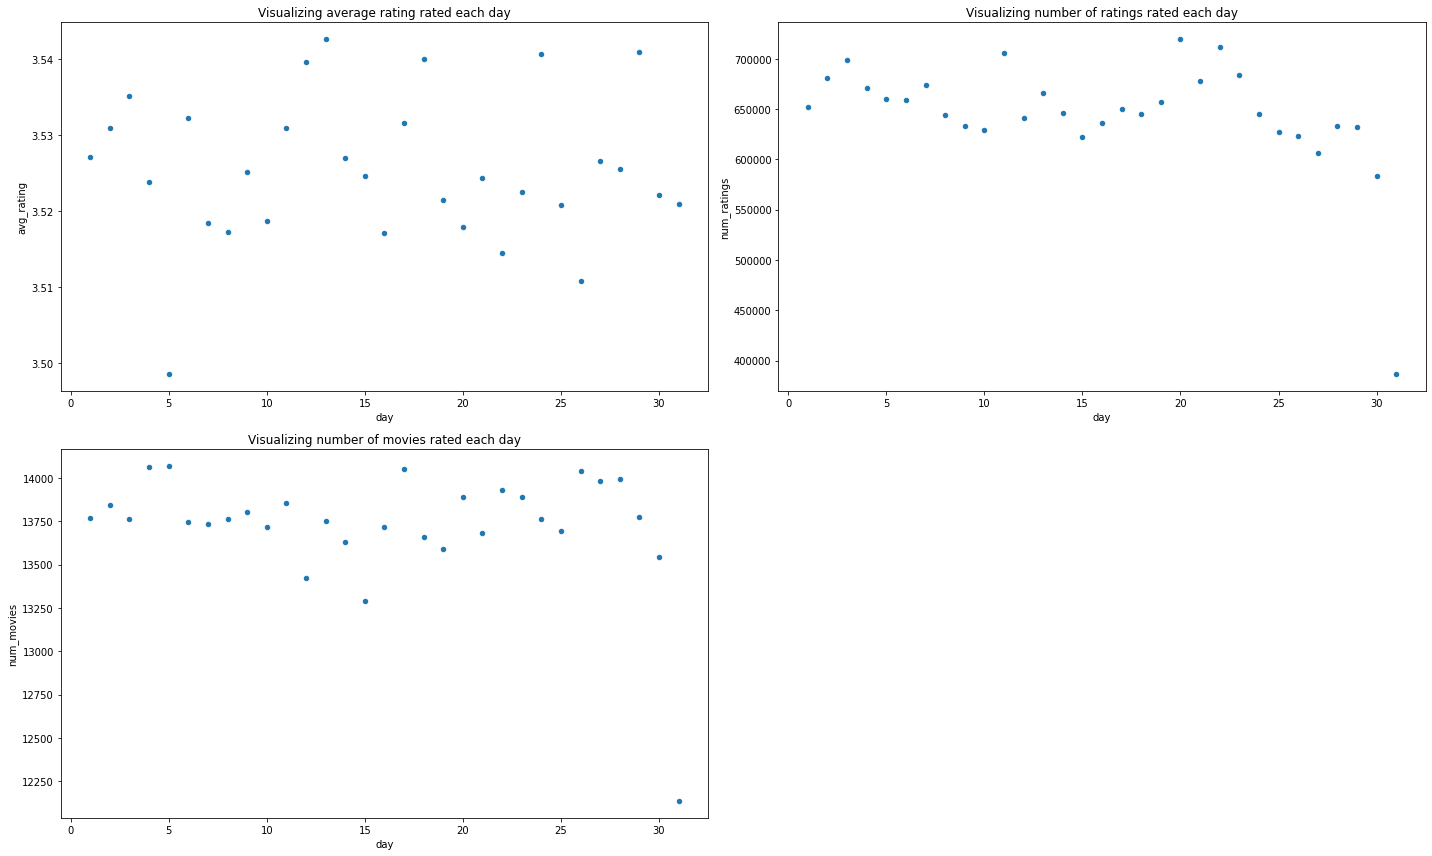 Visualizing average rating rated each day
avg_rating
3.54
3.53
3.52
3.51
3.50
0 5 10 15 20 25 30
day
Visualizing number of ratings rated each day
num_ratings
700000
650000
600000
550000
500000
450000
400000
0 5 10 15 20 25 30
day
Visualizing number of movies rated each day
num_movies
14000
13750
13500
13250
13000
12750
12500
12250
0 5 10 15 20 25 30
day